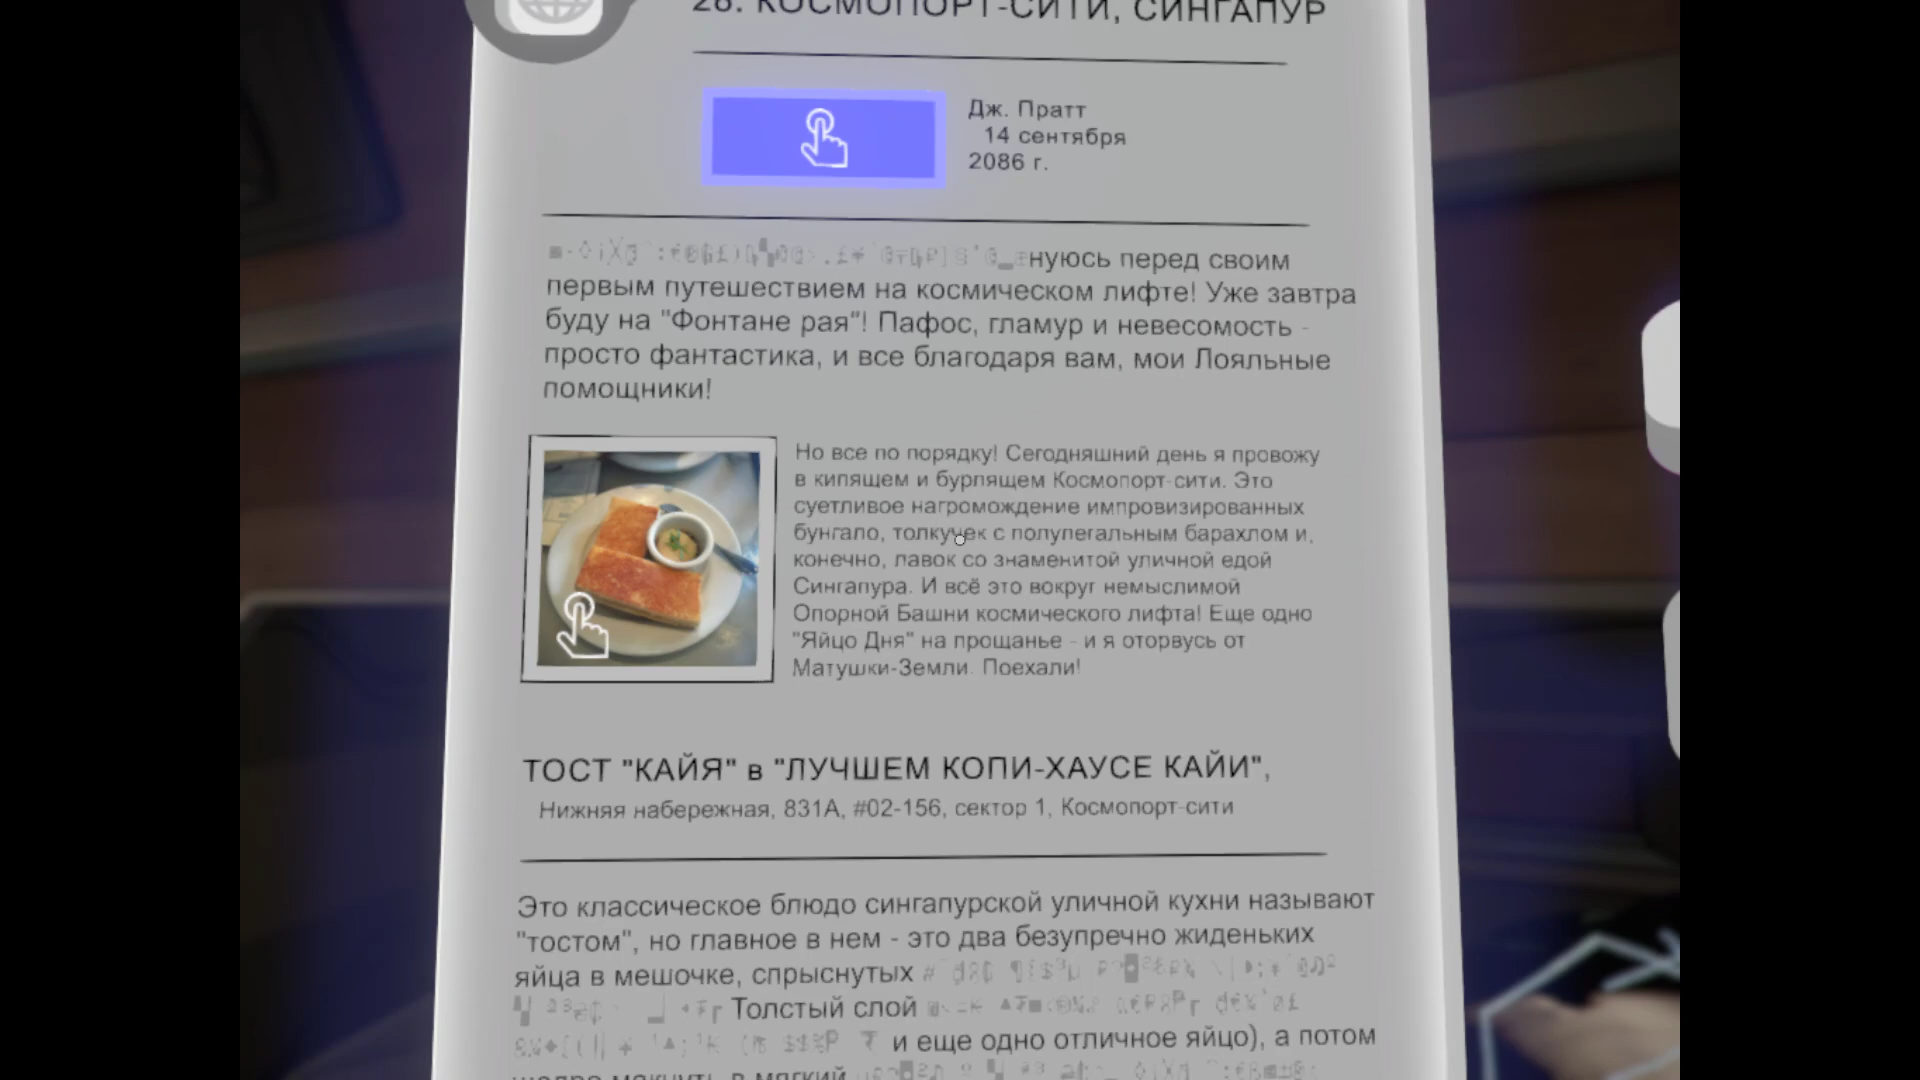 28. КОСМОПОРТ-СИТИ, СИНГАПУР
Дж. Пратт
14 сентября
2086 г.
нуюсь перед своим
первым путешествием на космическом лифте! Уже завтра
буду на "Фонтане рая"! Пафос, гламур и невесомость -
просто фантастика, и все благодаря вам, мои Лояльные
помощники!
Но все по порядку! Сегодняшний день я провожу
в кипящем и бурлящем Космопорт-сити. Это
суетливое нагромождение импровизированных
бунгало, толкучек с полулегальным барахлом и,
конечно, лавок со знаменитой уличной едой
Сингапура. И всё это вокруг немыслимой
Опорной Башни космического лифта! Еще одно
"Яйцо Дня" на прощанье - и я оторвусь от
Матушки-Земли. Поехали!
ТОСТ "КАЙЯ" в "ЛУЧШЕМ КОПИ-ХАУСЕ КАЙИ",
Нижняя набережная, 831A, #02-156, сектор 1, Космопорт-сити
Это классическое блюдо сингапурской уличной кухни называют
"тостом", но главное в нем - это два безупречно жиденьких
яйца в мешочке, спрыснутых
Толстый слой
и еще одно отличное яйцо), а потом
щедро макнуть в мягкий